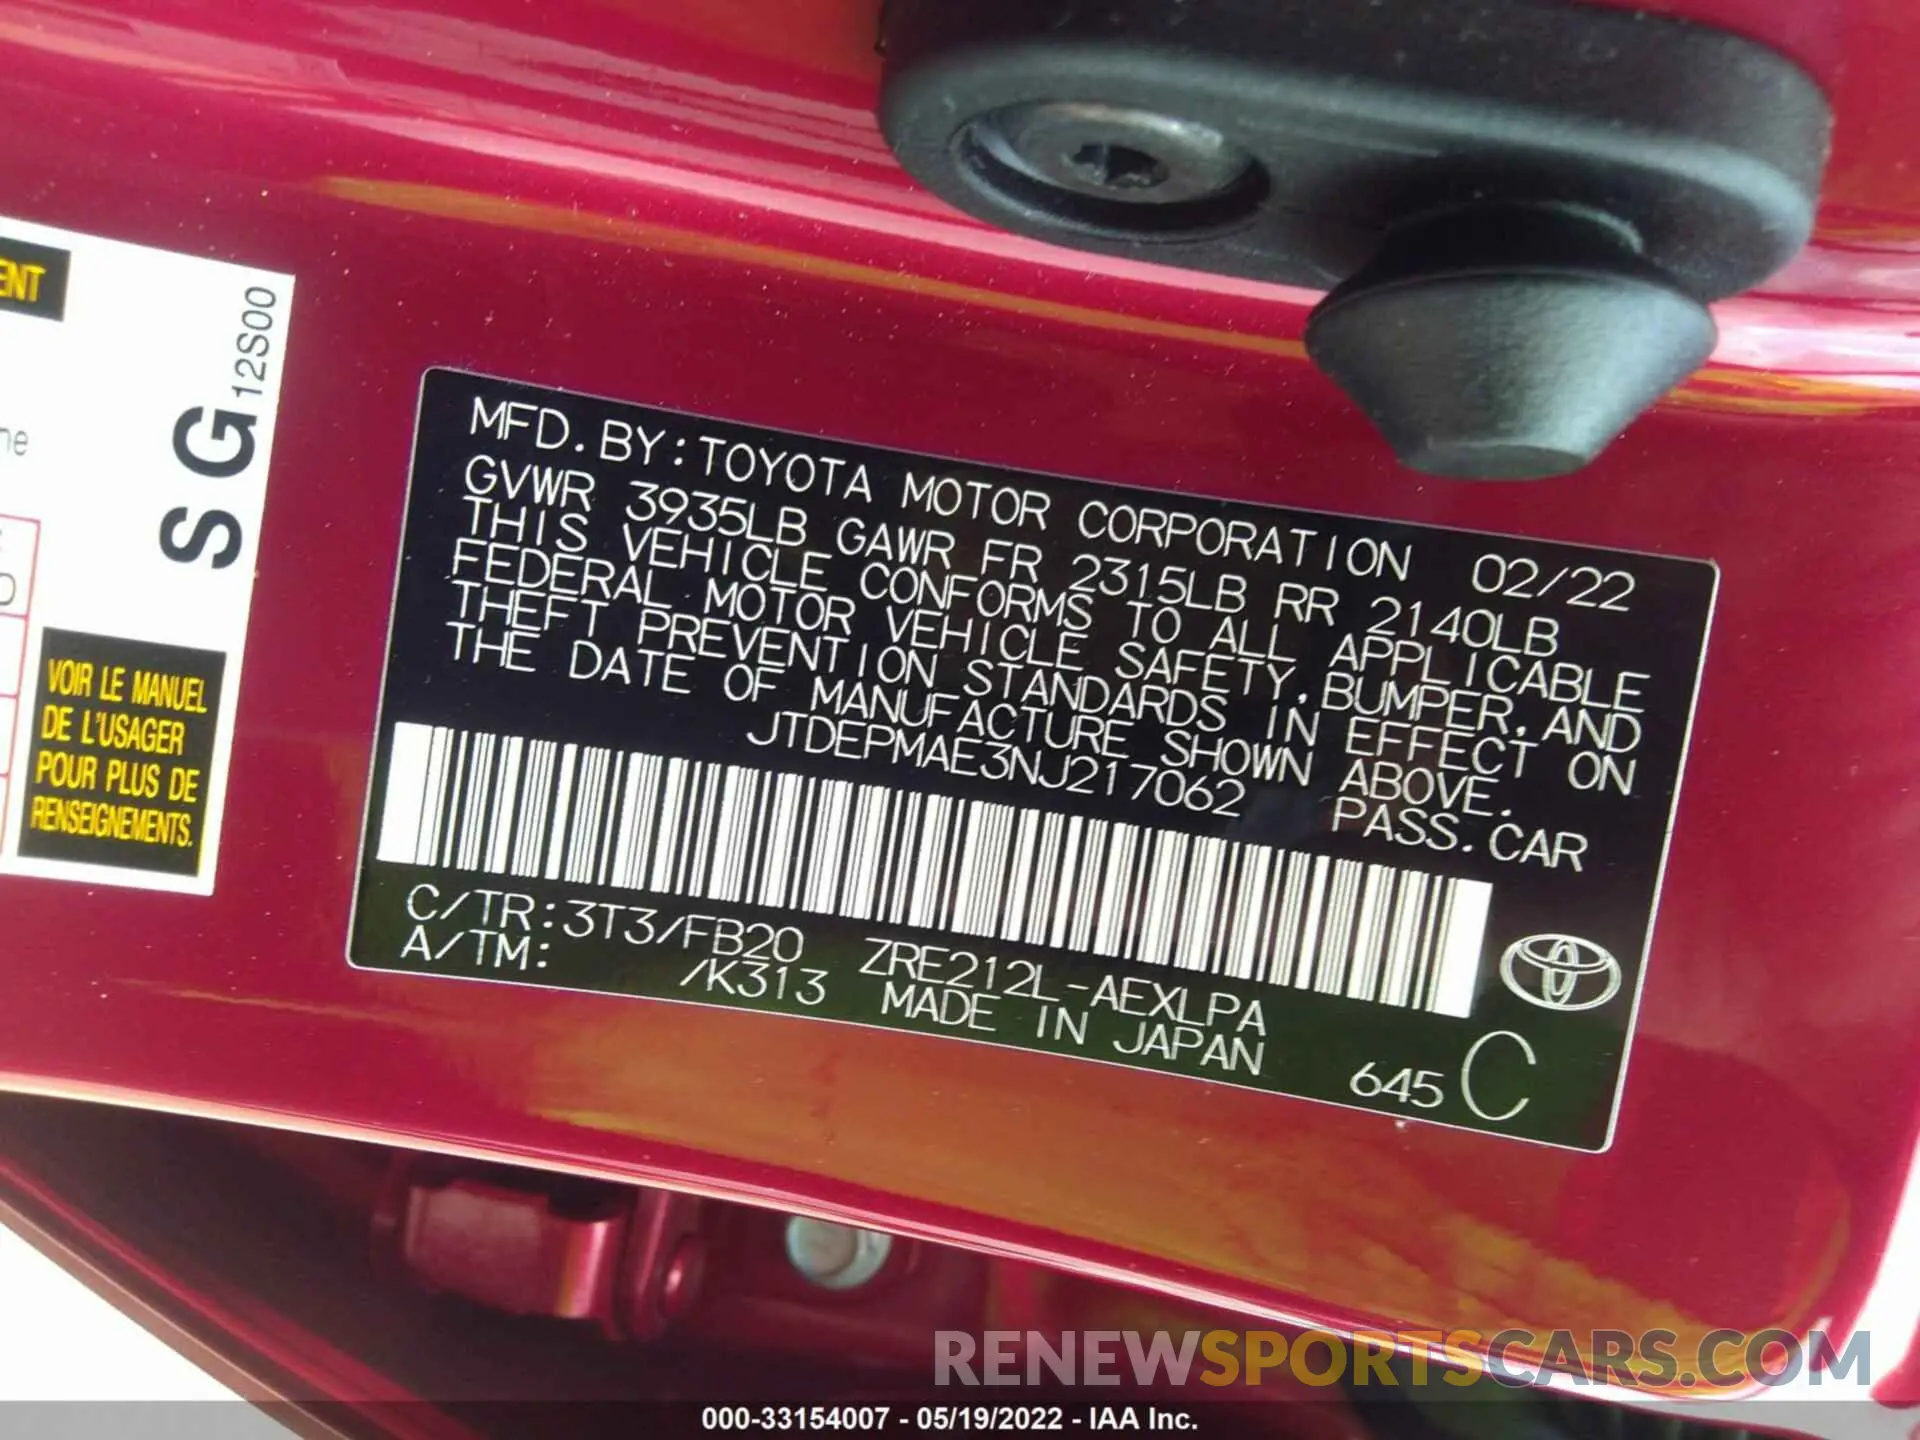 ENT
ne
D
SG12S00
VOIR LE MANUEL
DE L'USAGER
POUR PLUS DE
RENSEIGNEMENTS.
MFD.BY:TOYOTA MOTOR CORPORATION 02/22
GVWR 3935LB GAWR FR 2315LB RR 2140LB
THIS VEHICLE CONFORMS TO ALL APPLICABLE
FEDERAL MOTOR VEHICLE SAFETY,BUMPER,AND
THEFT PREVENTION STANDARDS IN EFFECT ON
THE DATE OF MANUFACTURE SHOWN ABOVE.
JTDEPMAE3NJ217062 PASS.CAR
C/TR:3T3/FB20 ZRE212L-AEXLPA
A/TM: /K313 MADE IN JAPAN 645 C
RENEWSPORTSCARS.COM
000-33154007 - 05/19/2022 - IAA Inc.